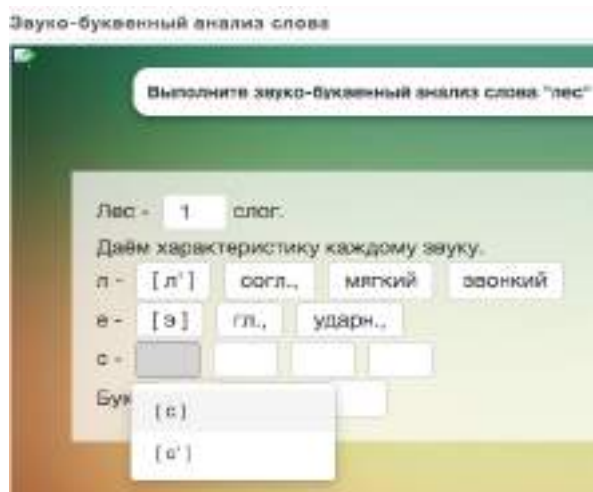 Звуко-буквенный анализ слова
Выполните звуко-буквенный анализ слова "лес"
Лес - 1 слог.
Даём характеристику каждому звуку.
л - [ л' ] согл., мягкий звонкий
е - [ э ] гл., ударн.,
с -
Бук
[ с ]
[ с' ]